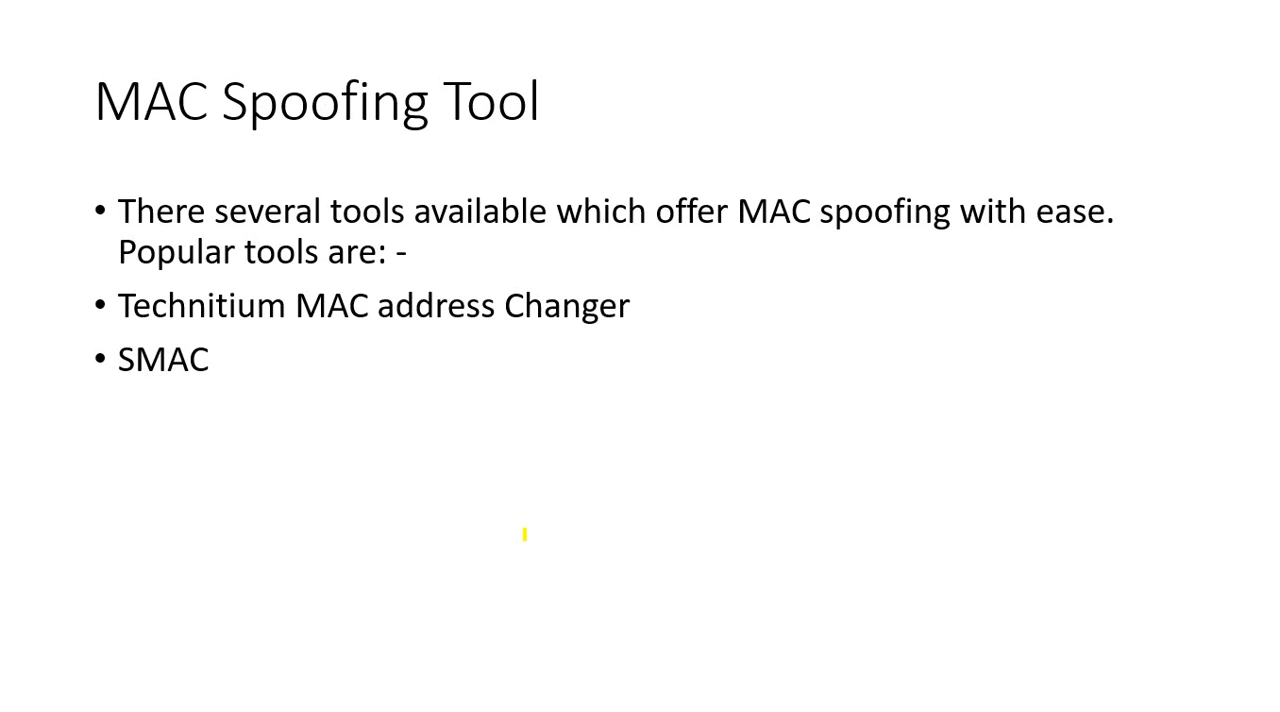 MAC Spoofing Tool
• There several tools available which offer MAC spoofing with ease.
Popular tools are: -
• Technitium MAC address Changer
• SMAC